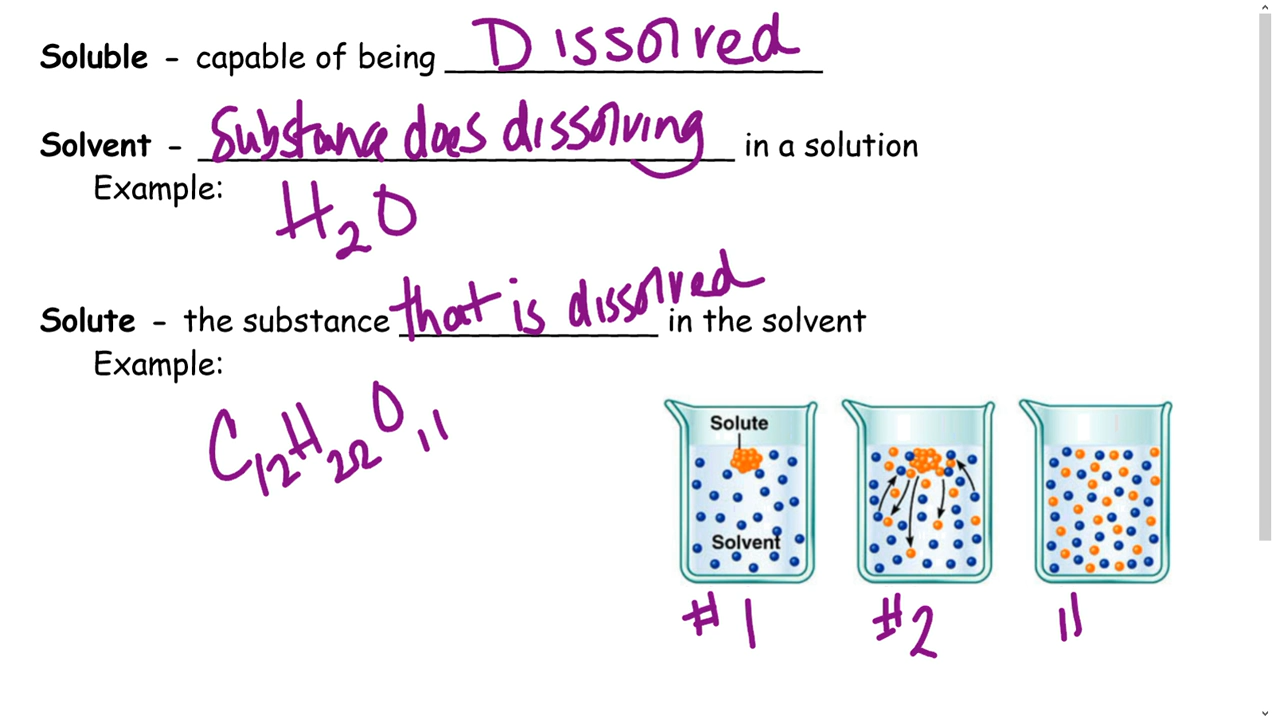 Soluble - capable of being Dissolved
Solvent - Substance does dissolving in a solution
Example: H₂O
Solute - the substance that is dissolved in the solvent
Example:
C₁₂H₂₂O₁₁
Solute
Solvent
#1 #2 11